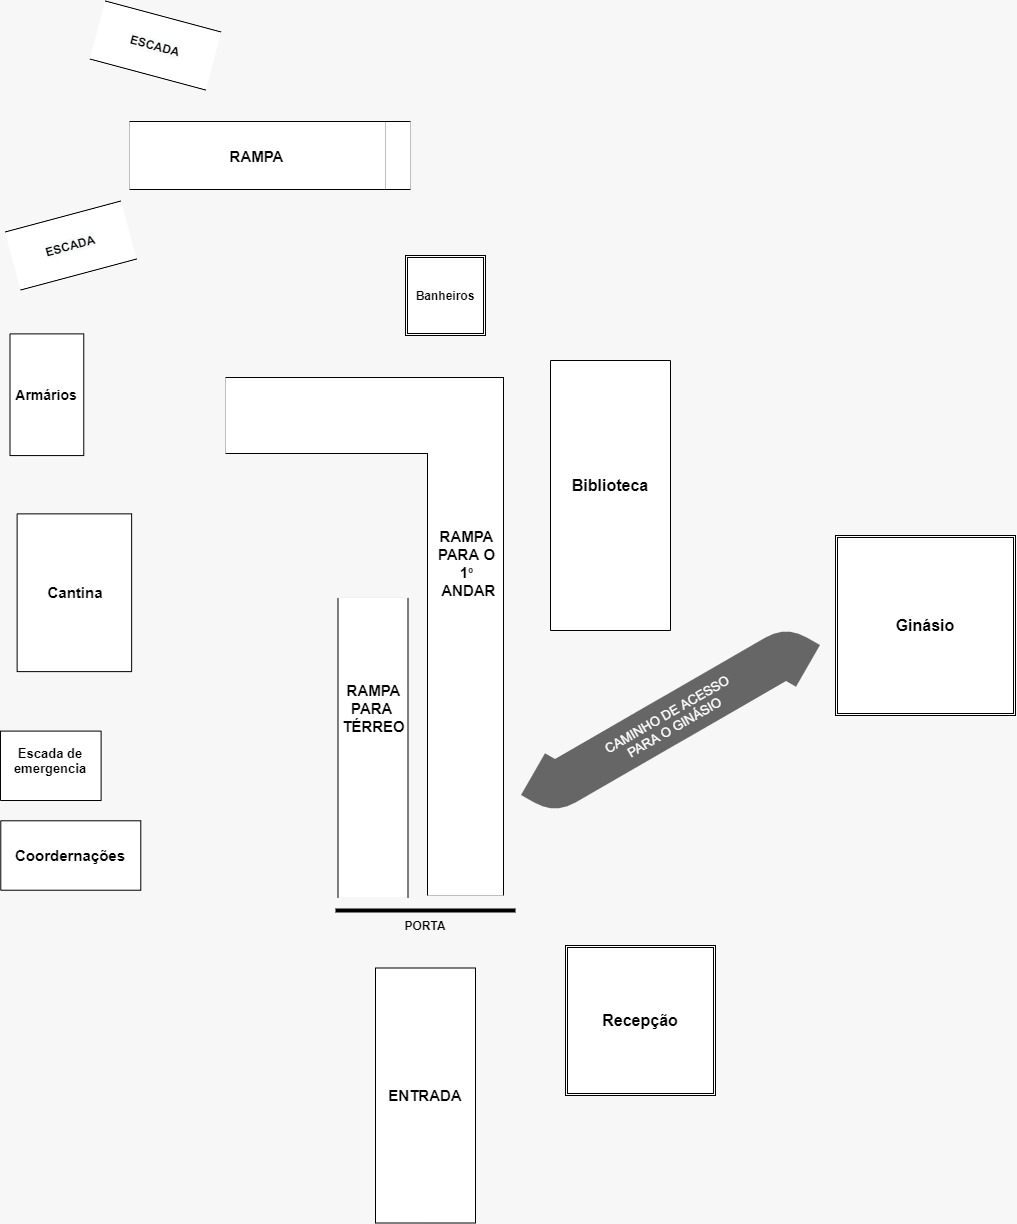 ESCADA
RAMPA
ESCADA
Banheiros
Armários
Biblioteca
RAMPA
PARA O
1°
ANDAR
Cantina
Ginásio
RAMPA
PARA
TÉRREO
CAMINHO DE ACESSO
PARA O GINÁSIO
Escada de
emergencia
Coordernações
PORTA
Recepção
ENTRADA